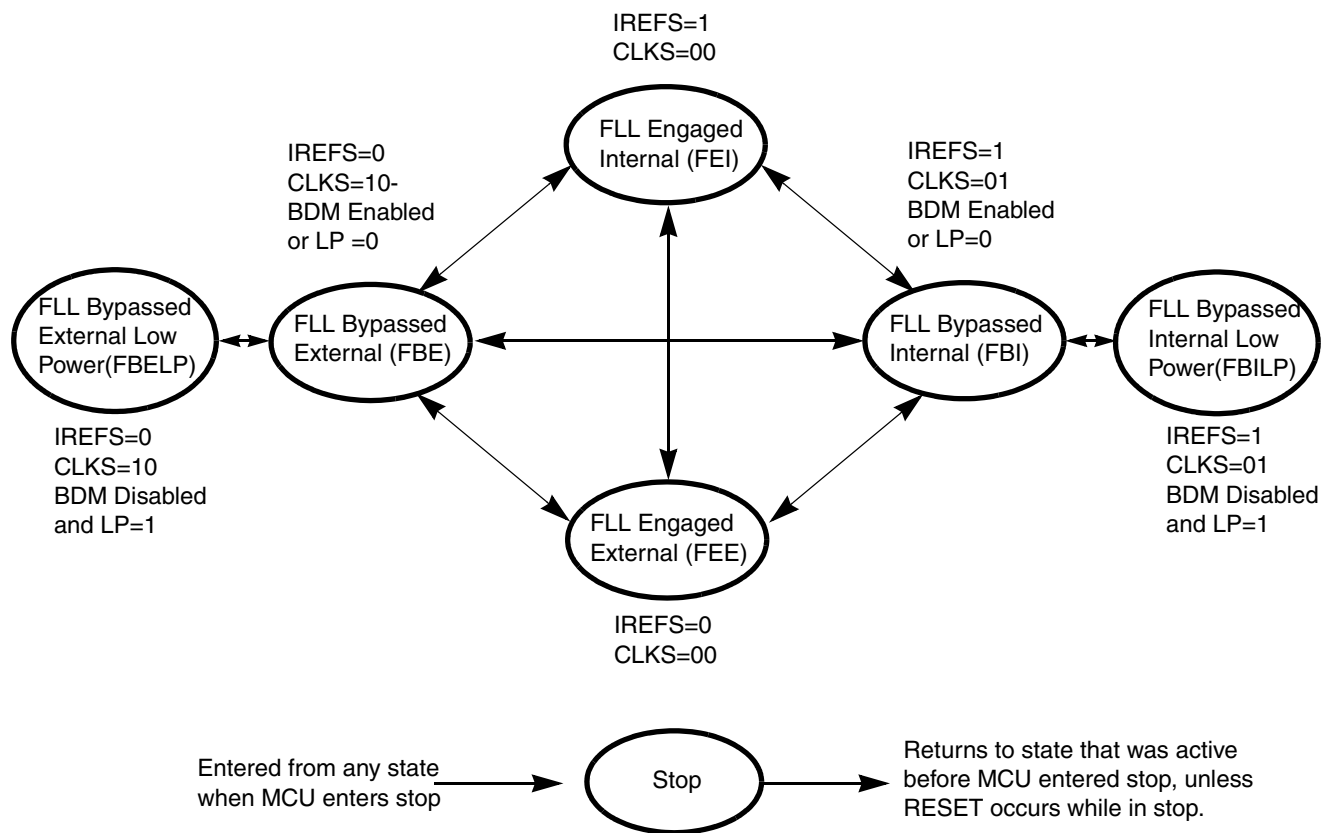 IREFS=1
CLKS=00
FLL Engaged
Internal (FEI)
IREFS=0
CLKS=10-
BDM Enabled
or LP =0
IREFS=1
CLKS=01
BDM Enabled
or LP=0
FLL Bypassed
External Low
Power(FBELP)
FLL Bypassed
External (FBE)
FLL Bypassed
Internal (FBI)
FLL Bypassed
Internal Low
Power(FBILP)
IREFS=0
CLKS=10
BDM Disabled
and LP=1
IREFS=1
CLKS=01
BDM Disabled
and LP=1
FLL Engaged
External (FEE)
IREFS=0
CLKS=00
Entered from any state
when MCU enters stop
Stop
Returns to state that was active
before MCU entered stop, unless
RESET occurs while in stop.